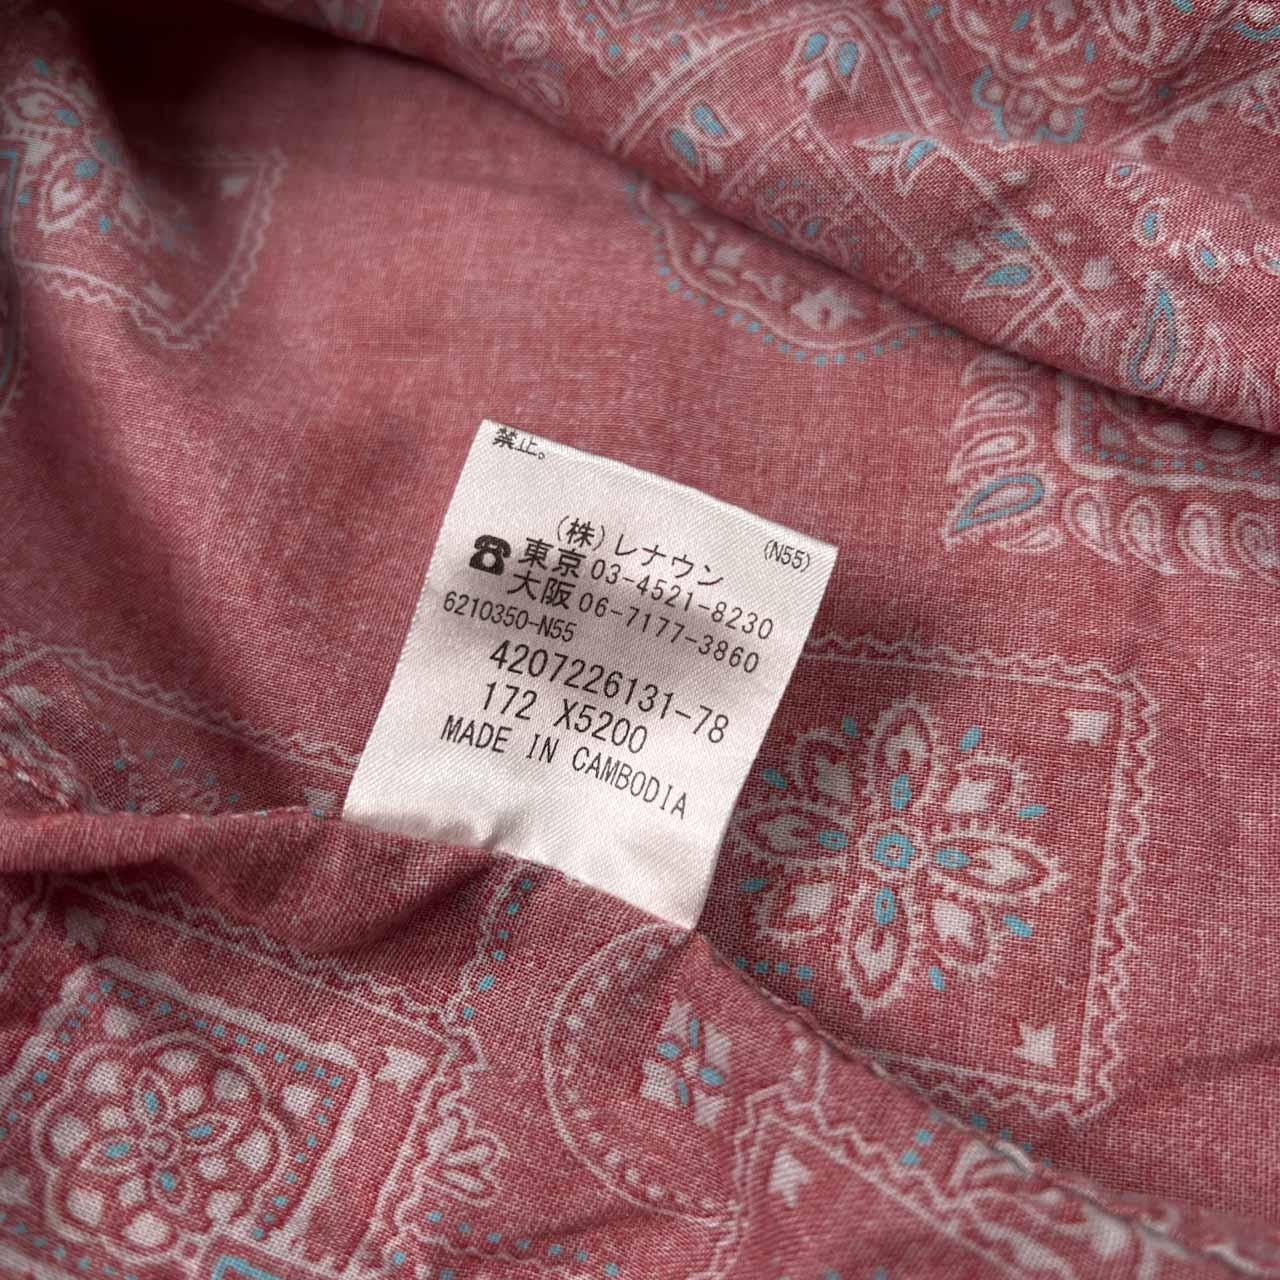 禁止。
(N55)
(株)レナウン
☎東京 03-4521-8230
大阪 06-7177-3860
6210350-N55
4207226131-78
172 X5200
MADE IN CAMBODIA